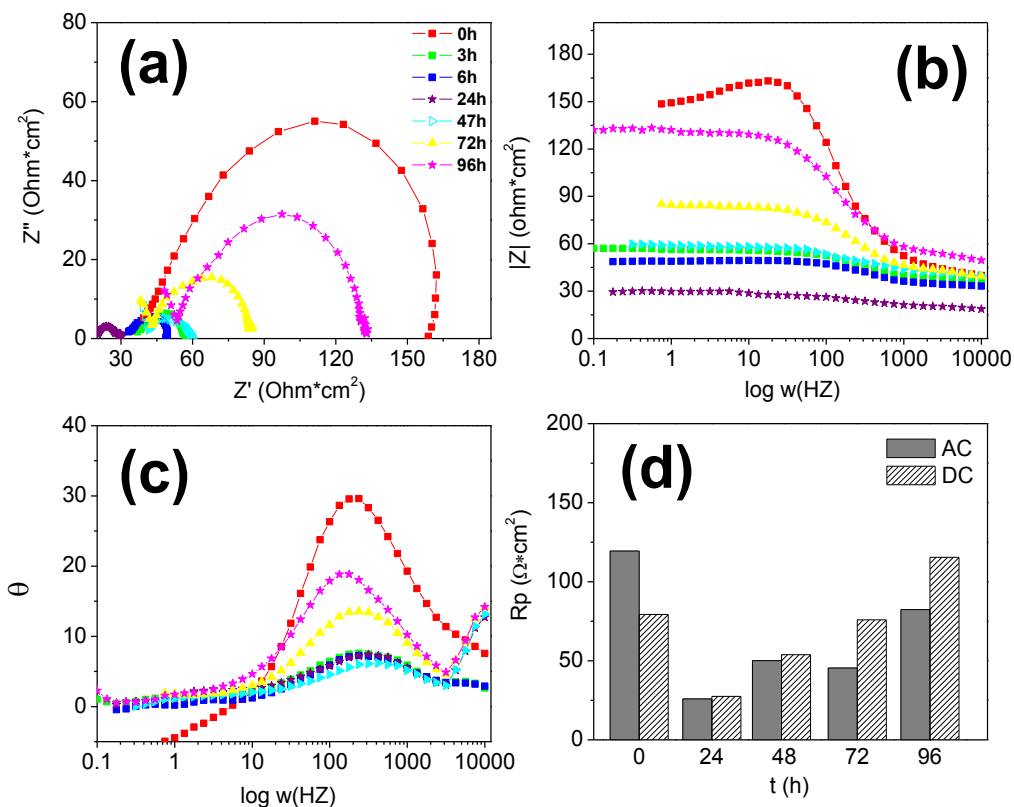 (a)
Z'' (Ohm*cm²)
80
60
40
20
0
0h
3h
6h
24h
47h
72h
96h
30 60 90 120 150 180
Z' (Ohm*cm²)
(b)
|Z| (ohm*cm²)
180
150
120
90
60
30
0
0.1 1 10 100 1000 10000
log w(HZ)
(c)
θ
40
30
20
10
0
0.1 1 10 100 1000 10000
log w(HZ)
(d)
Rp (Ω*cm²)
200
150
100
50
0
AC
DC
0 24 48 72 96
t (h)